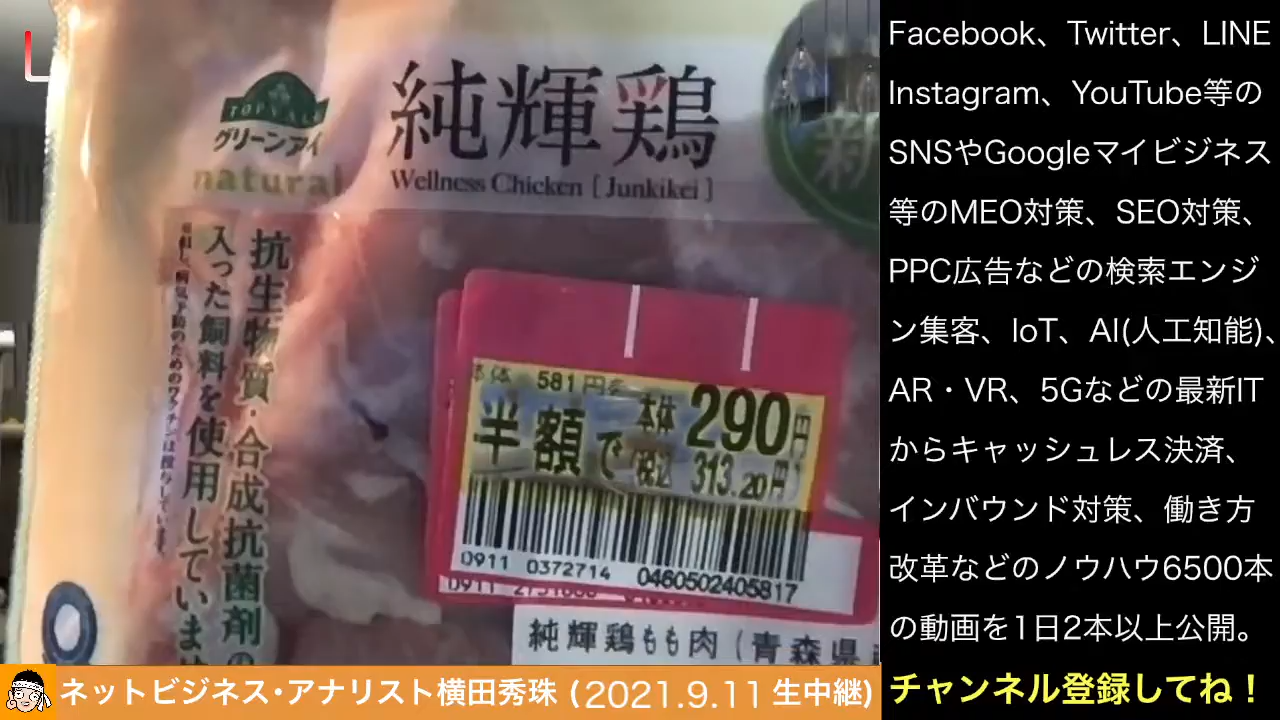 TOPVALU
グリーンアイ
natural
純輝鶏
Wellness Chicken [Junkikei]
新
抗生物質・合成抗菌剤の
入った飼料を使用していませ
581円
半額で 本体 290円
税込 313.20円
0911 0372714 0460502405817
0911
純輝鶏もも肉（青森県
ネットビジネス・アナリスト横田秀珠（2021.9.11 生中継)
Facebook、Twitter、LINE
Instagram、YouTube等の
SNSやGoogleマイビジネス
等のMEO対策、SEO対策、
PPC広告などの検索エンジ
ン集客、IoT、AI(人工知能)、
AR・VR、5Gなどの最新IT
からキャッシュレス決済、
インバウンド対策、働き方
改革などのノウハウ6500本
の動画を1日2本以上公開。
チャンネル登録してね！